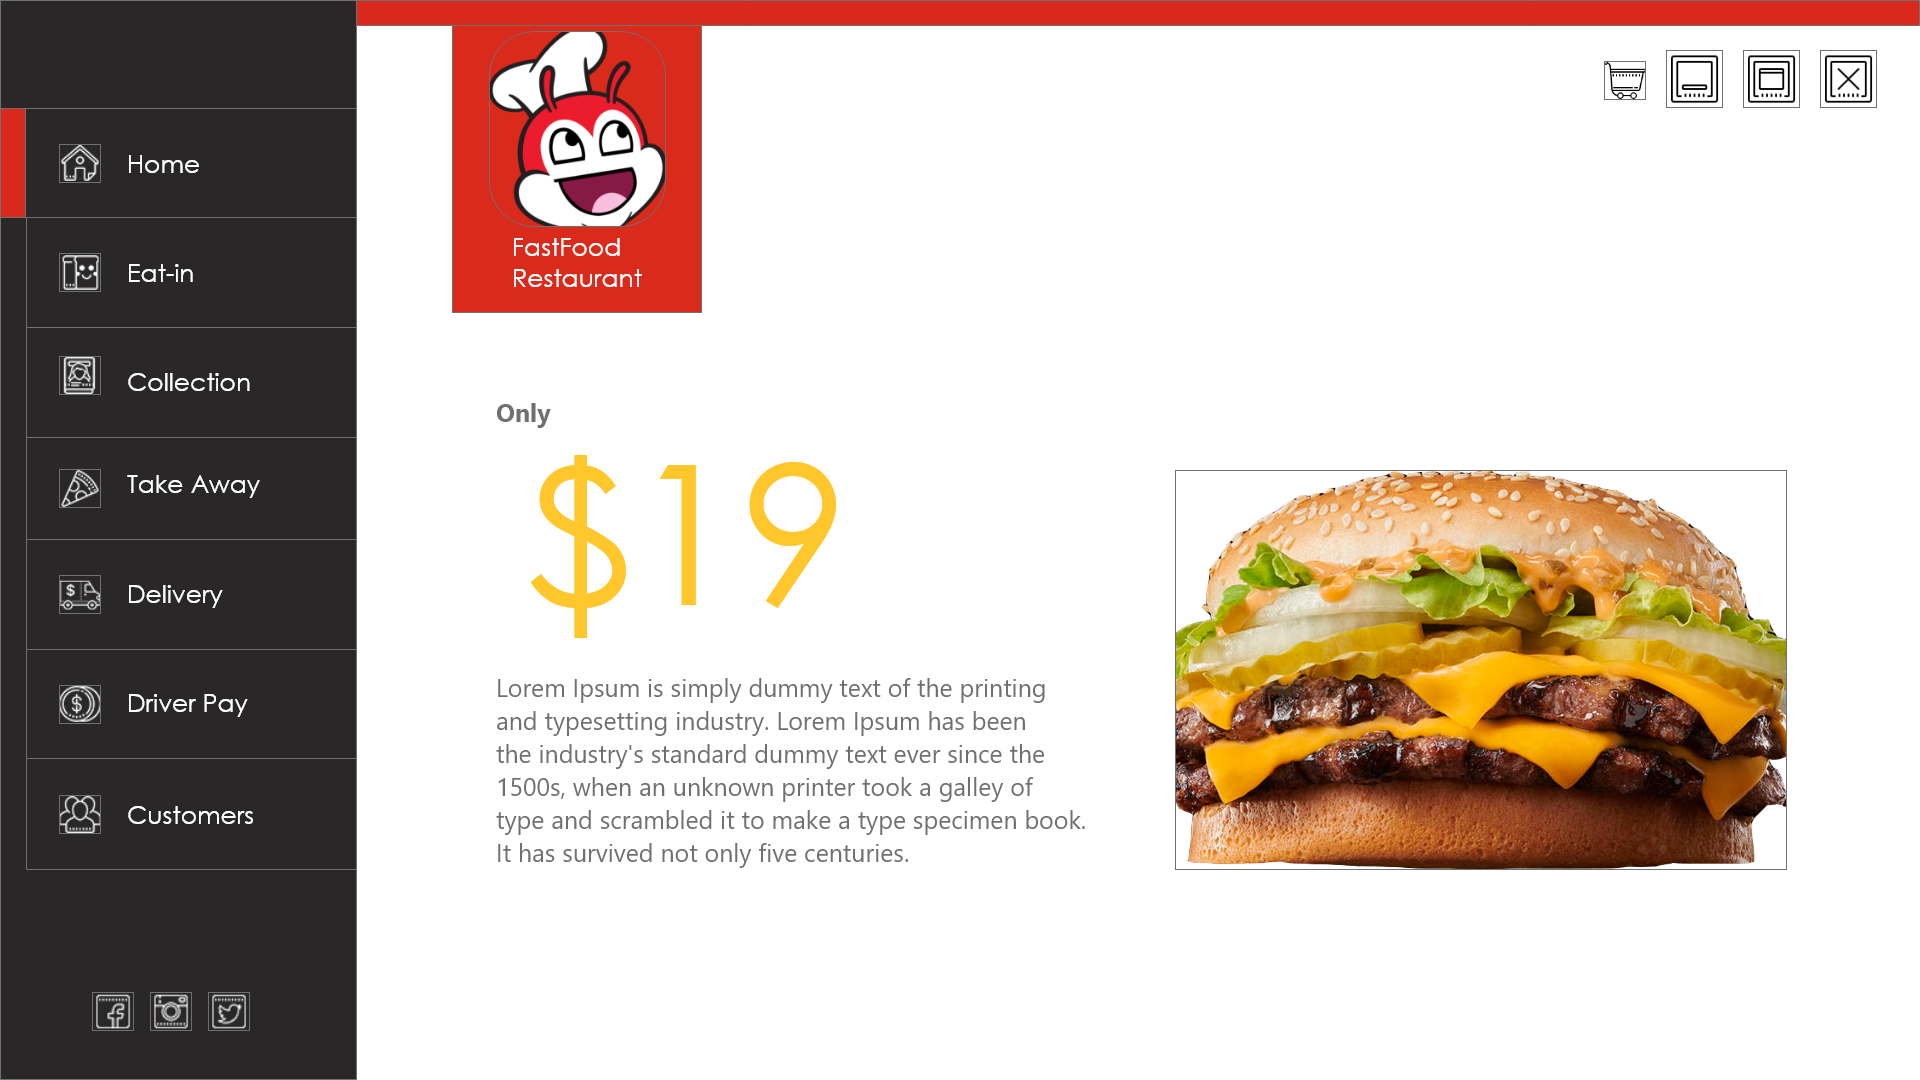 Home
Eat-in
Collection
Take Away
Delivery
Driver Pay
Customers
FastFood
Restaurant
Only
$19
Lorem Ipsum is simply dummy text of the printing
and typesetting industry. Lorem Ipsum has been
the industry's standard dummy text ever since the
1500s, when an unknown printer took a galley of
type and scrambled it to make a type specimen book.
It has survived not only five centuries.